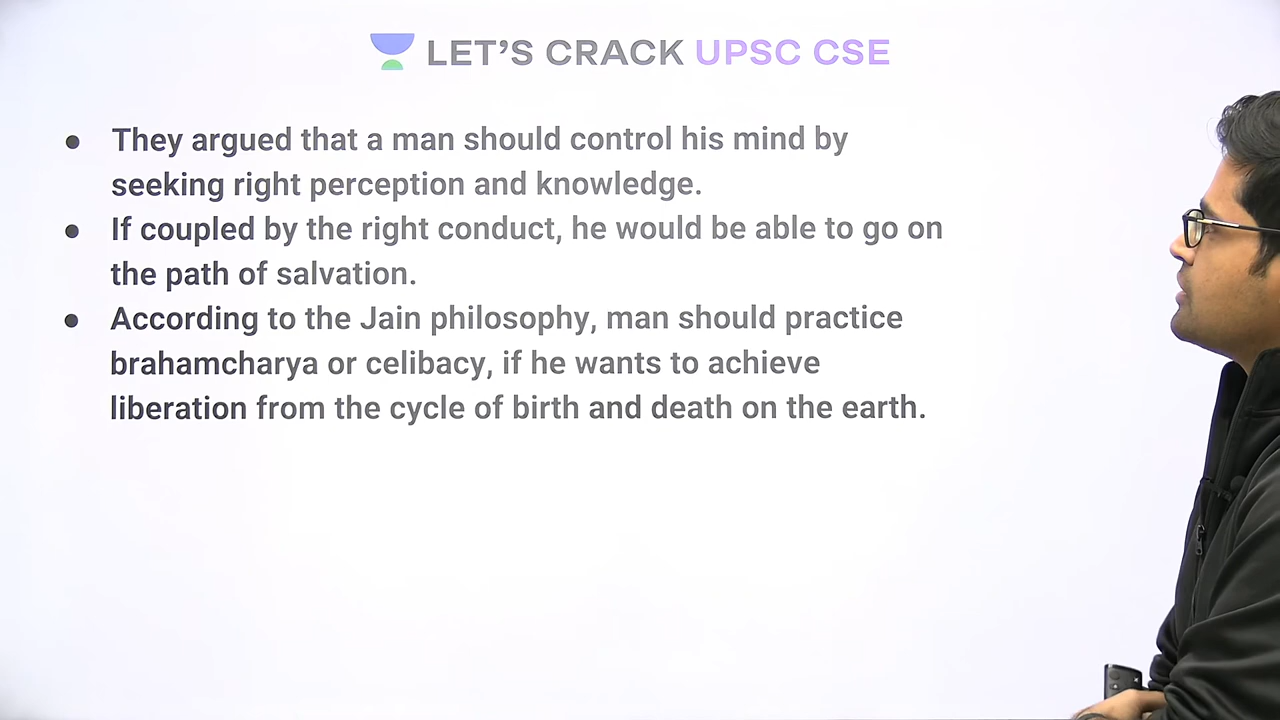 LET'S CRACK UPSC CSE
• They argued that a man should control his mind by
seeking right perception and knowledge.
• If coupled by the right conduct, he would be able to go on
the path of salvation.
• According to the Jain philosophy, man should practice
brahamcharya or celibacy, if he wants to achieve
liberation from the cycle of birth and death on the earth.